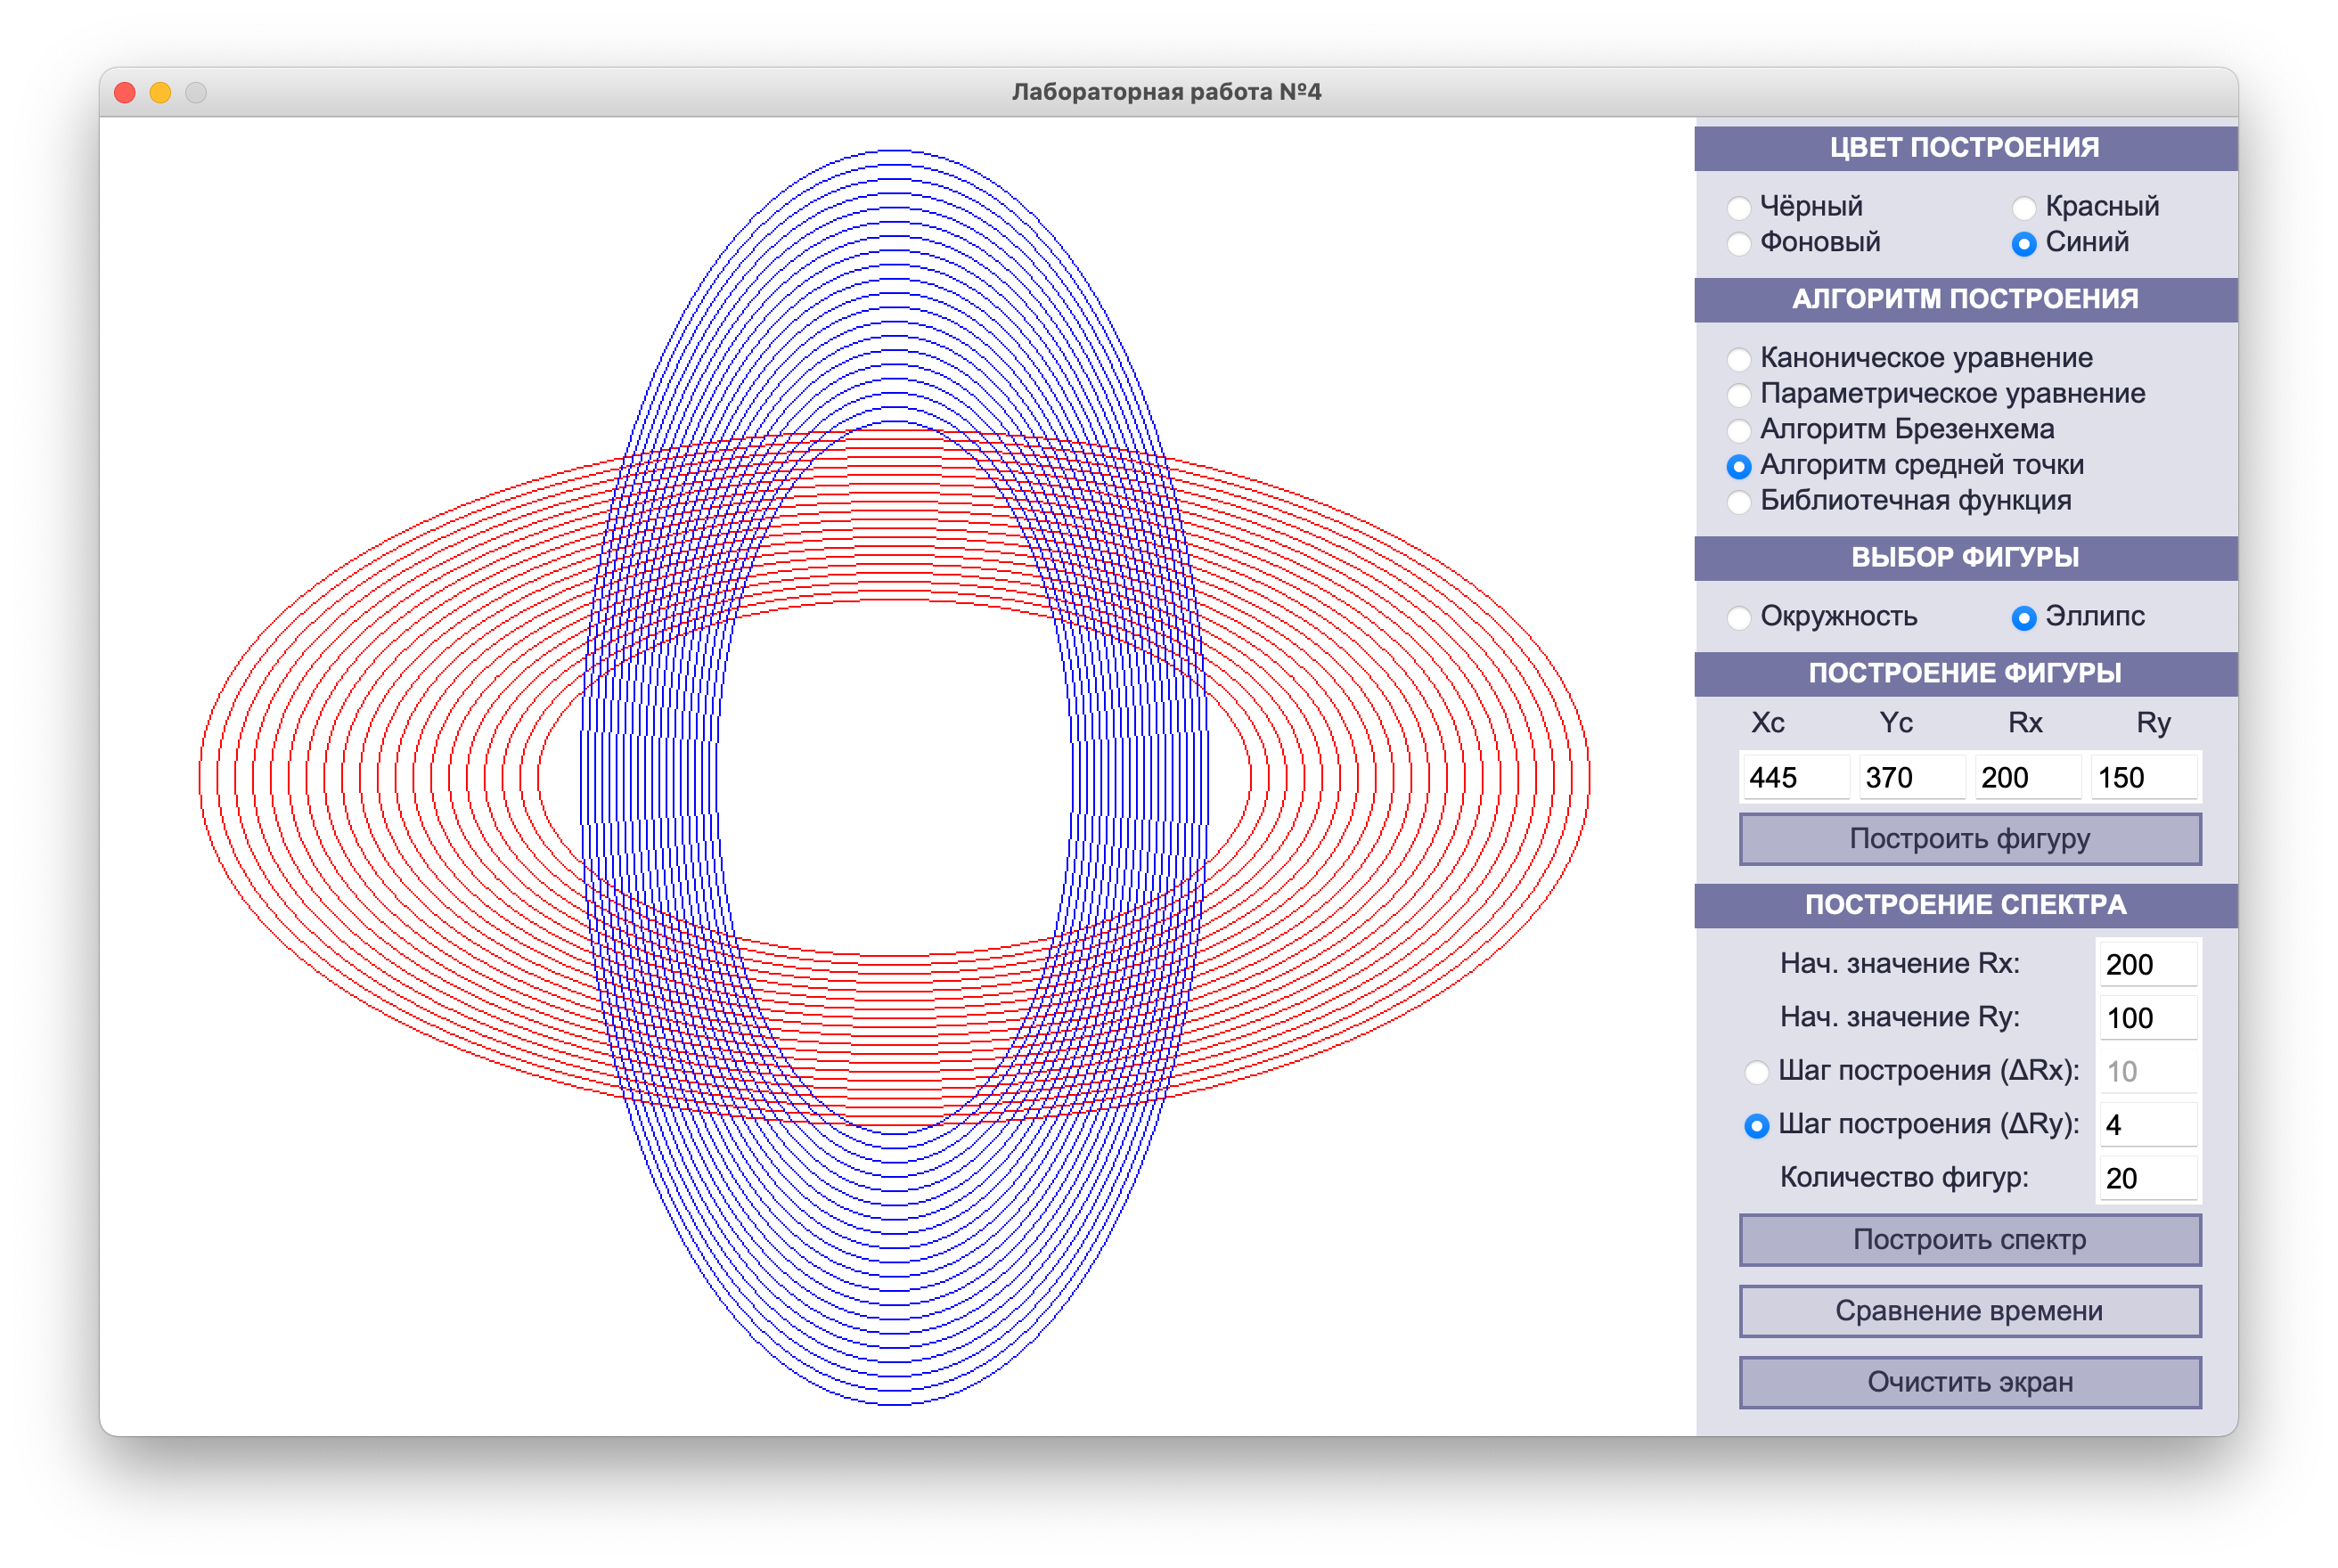 Лабораторная работа №4
ЦВЕТ ПОСТРОЕНИЯ
Чёрный Красный
Фоновый Синий
АЛГОРИТМ ПОСТРОЕНИЯ
Каноническое уравнение
Параметрическое уравнение
Алгоритм Брезенхема
Алгоритм средней точки
Библиотечная функция
ВЫБОР ФИГУРЫ
Окружность Эллипс
ПОСТРОЕНИЕ ФИГУРЫ
Xc Yc Rx Ry
445 370 200 150
Построить фигуру
ПОСТРОЕНИЕ СПЕКТРА
Нач. значение Rx: 200
Нач. значение Ry: 100
Шаг построения (ΔRx): 10
Шаг построения (ΔRy): 4
Количество фигур: 20
Построить спектр
Сравнение времени
Очистить экран